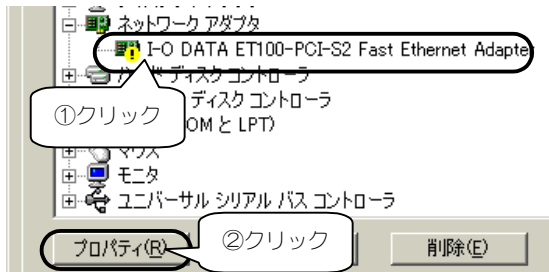 ネットワーク アダプタ
I-O DATA ET100-PCI-S2 Fast Ethernet Adapter
ディスク コントローラ
①クリック
ディスク コントローラ
OM と LPT)
マウス
モニタ
ユニバーサル シリアル バス コントローラ
プロパティ(R)
②クリック
削除(E)